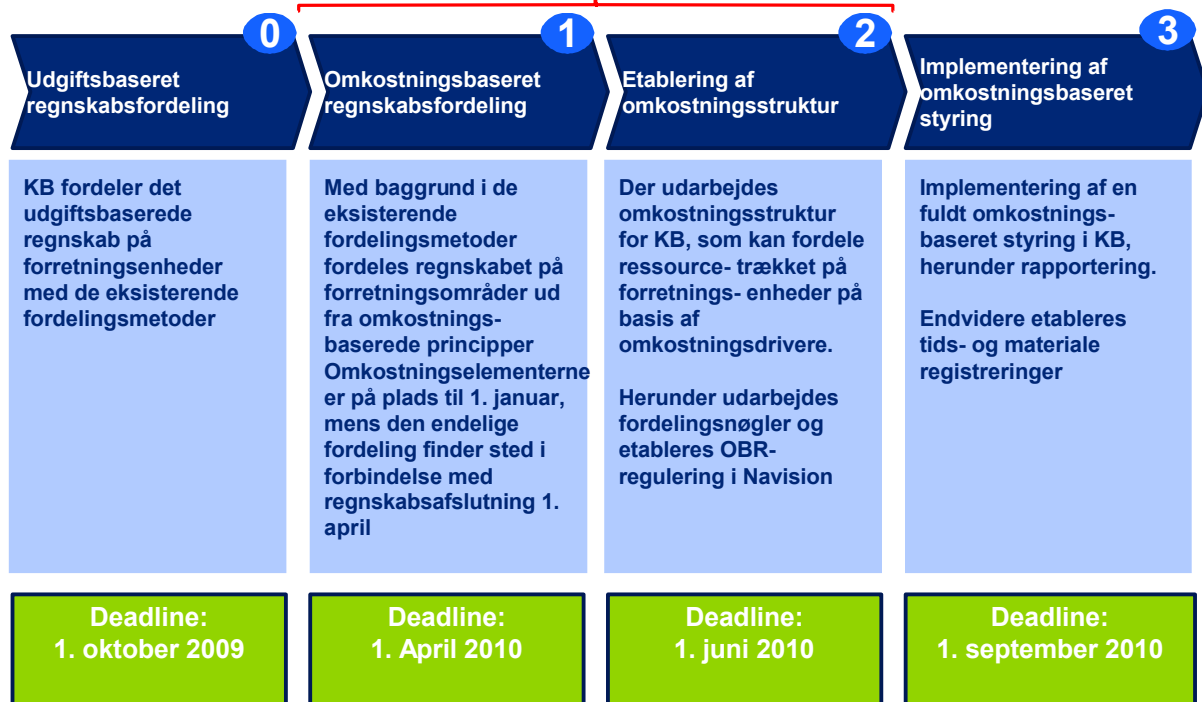 0
Udgiftsbaseret
regnskabsfordeling
1
Omkostningsbaseret
regnskabsfordeling
2
Etablering af
omkostningsstruktur
3
Implementering af
omkostningsbaseret
styring
KB fordeler det
udgiftsbaserede
regnskab på
forretningsenheder
med de eksisterende
fordelingsmetoder
Med baggrund i de
eksisterende
fordelingsmetoder
fordeles regnskabet på
forretningsområder ud
fra omkostnings-
baserede principper
Omkostningselementerne
er på plads til 1. januar,
mens den endelige
fordeling finder sted i
forbindelse med
regnskabsafslutning 1.
april
Der udarbejdes
omkostningsstruktur
for KB, som kan fordele
ressource- trækket på
forretnings- enheder på
basis af
omkostningsdrivere.
Herunder udarbejdes
fordelingsnøgler og
etableres OBR-
regulering i Navision
Implementering af en
fuldt omkostnings-
baseret styring i KB,
herunder rapportering.
Endvidere etableres
tids- og materiale
registreringer
Deadline:
1. oktober 2009
Deadline:
1. April 2010
Deadline:
1. juni 2010
Deadline:
1. september 2010